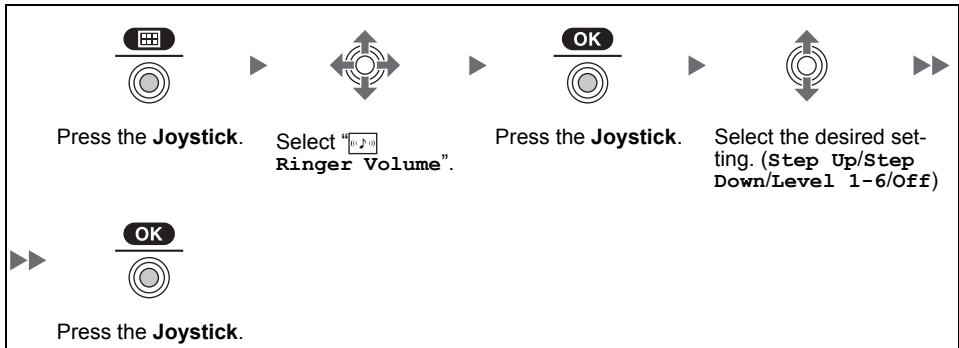 OK
Press the Joystick.
Select “
Ringer Volume”.
Press the Joystick.
Select the desired set-
ting. (Step Up/Step
Down/Level 1-6/Off)
OK
Press the Joystick.